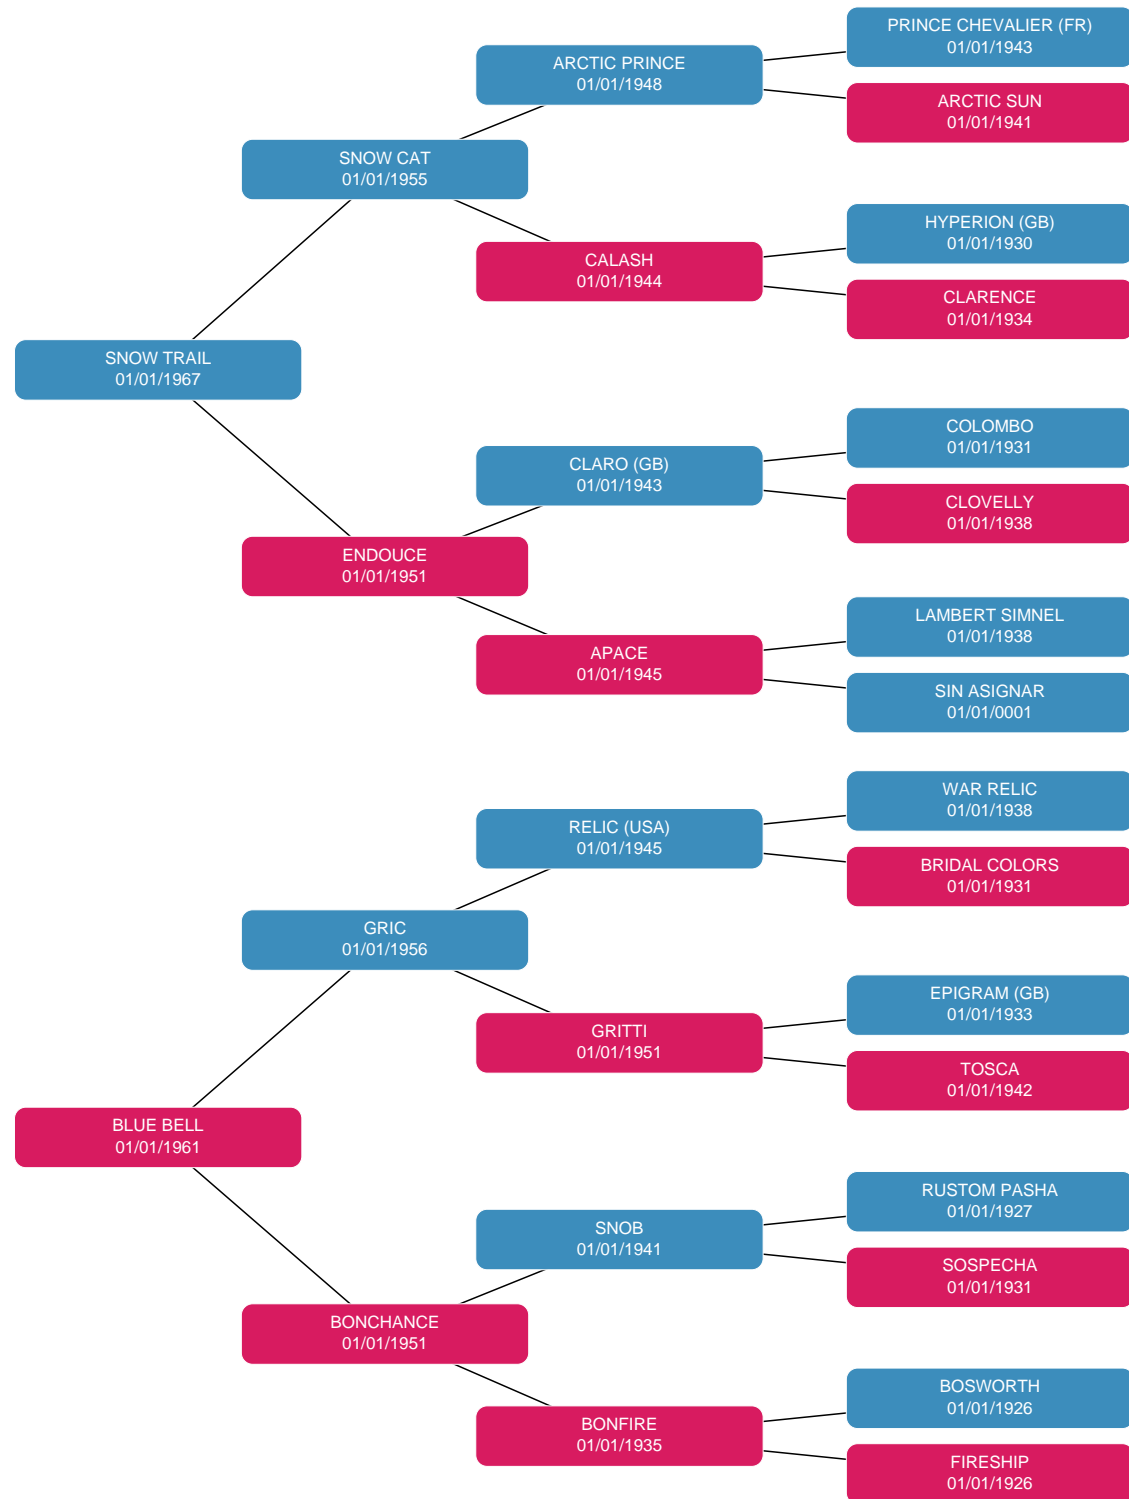 PRINCE CHEVALIER (FR)
01/01/1943
ARCTIC PRINCE
01/01/1948
ARCTIC SUN
01/01/1941
SNOW CAT
01/01/1955
HYPERION (GB)
01/01/1930
CALASH
01/01/1944
CLARENCE
01/01/1934
SNOW TRAIL
01/01/1967
COLOMBO
01/01/1931
CLARO (GB)
01/01/1943
CLOVELLY
01/01/1938
ENDOUCE
01/01/1951
LAMBERT SIMNEL
01/01/1938
APACE
01/01/1945
SIN ASIGNAR
01/01/0001
WAR RELIC
01/01/1938
RELIC (USA)
01/01/1945
BRIDAL COLORS
01/01/1931
GRIC
01/01/1956
EPIGRAM (GB)
01/01/1933
GRITTI
01/01/1951
TOSCA
01/01/1942
BLUE BELL
01/01/1961
RUSTOM PASHA
01/01/1927
SNOB
01/01/1941
SOSPECHA
01/01/1931
BONCHANCE
01/01/1951
BOSWORTH
01/01/1926
BONFIRE
01/01/1935
FIRESHIP
01/01/1926